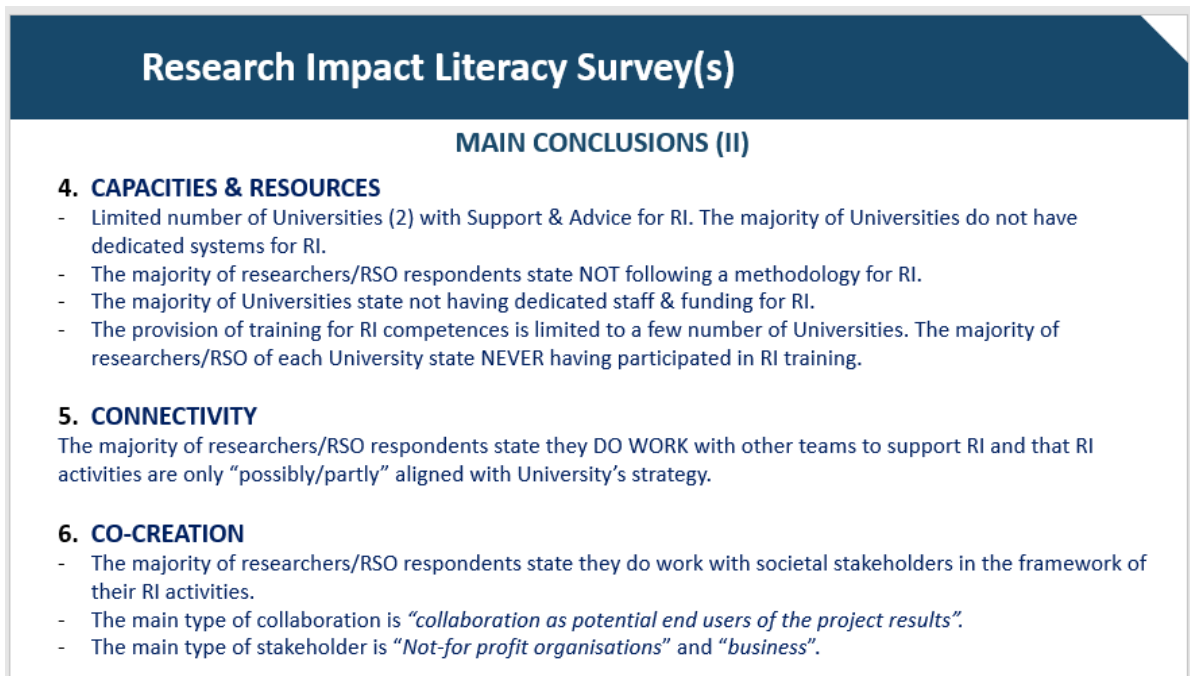 Research Impact Literacy Survey(s)
MAIN CONCLUSIONS (II)
4. CAPACITIES & RESOURCES
- Limited number of Universities (2) with Support & Advice for RI. The majority of Universities do not have
dedicated systems for RI.
- The majority of researchers/RSO respondents state NOT following a methodology for RI.
- The majority of Universities state not having dedicated staff & funding for RI.
- The provision of training for RI competences is limited to a few number of Universities. The majority of
researchers/RSO of each University state NEVER having participated in RI training.
5. CONNECTIVITY
The majority of researchers/RSO respondents state they DO WORK with other teams to support RI and that RI
activities are only “possibly/partly” aligned with University’s strategy.
6. CO-CREATION
- The majority of researchers/RSO respondents state they do work with societal stakeholders in the framework of
their RI activities.
- The main type of collaboration is “collaboration as potential end users of the project results”.
- The main type of stakeholder is “Not-for profit organisations” and “business”.